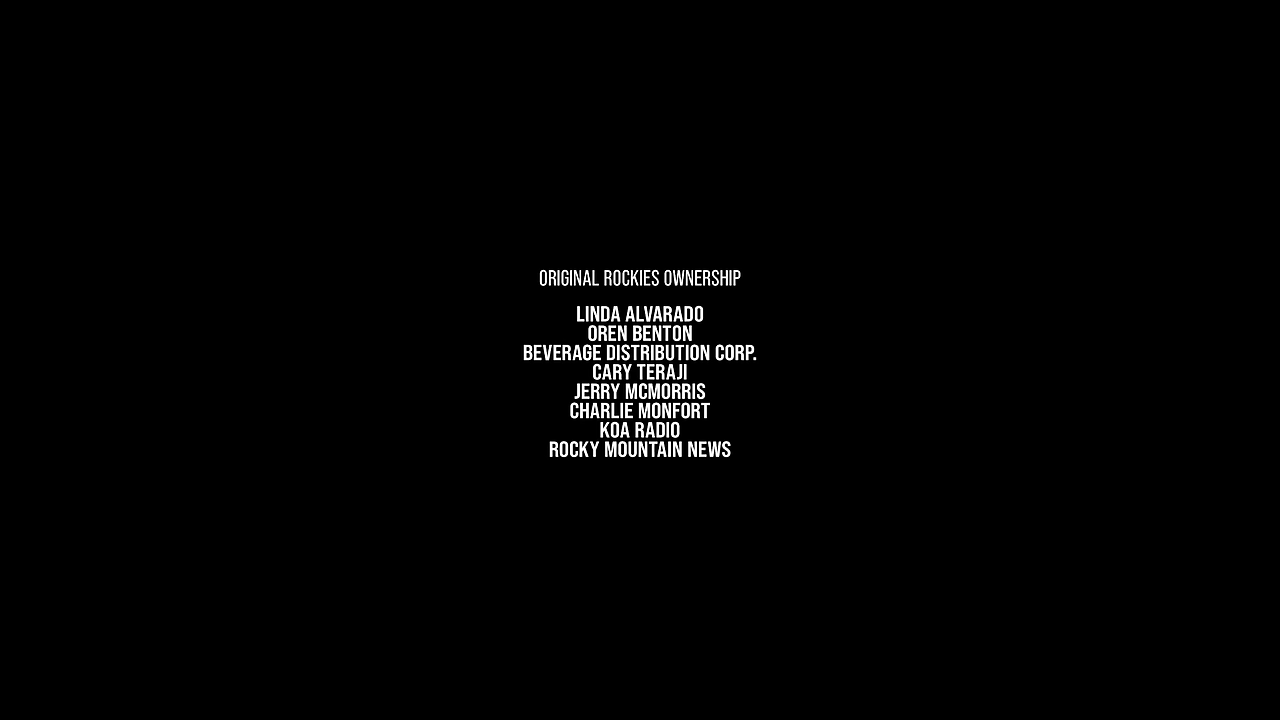 ORIGINAL ROCKIES OWNERSHIP
LINDA ALVARADO
OREN BENTON
BEVERAGE DISTRIBUTION CORP.
CARY TERAJI
JERRY MCMORRIS
CHARLIE MONFORT
KOA RADIO
ROCKY MOUNTAIN NEWS